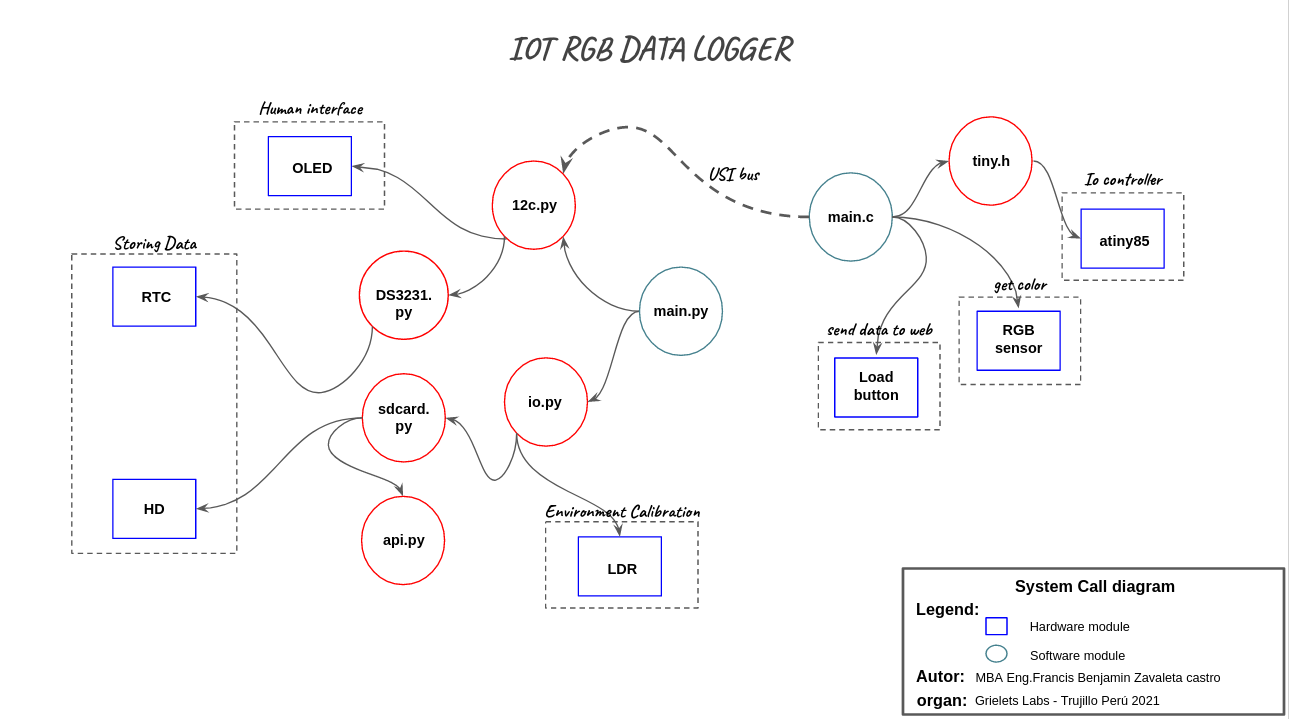 IOT RGB DATA LOGGER
Human interface
OLED
12c.py
USI bus
main.c
tiny.h
Io controller
atiny85
Storing Data
RTC
DS3231.
py
main.py
get color
RGB
sensor
send data to web
Load
button
sdcard.
py
io.py
HD
api.py
Environment Calibration
LDR
System Call diagram
Legend:
Hardware module
Software module
Autor: MBA Eng.Francis Benjamin Zavaleta castro
organ: Grielets Labs - Trujillo Perú 2021